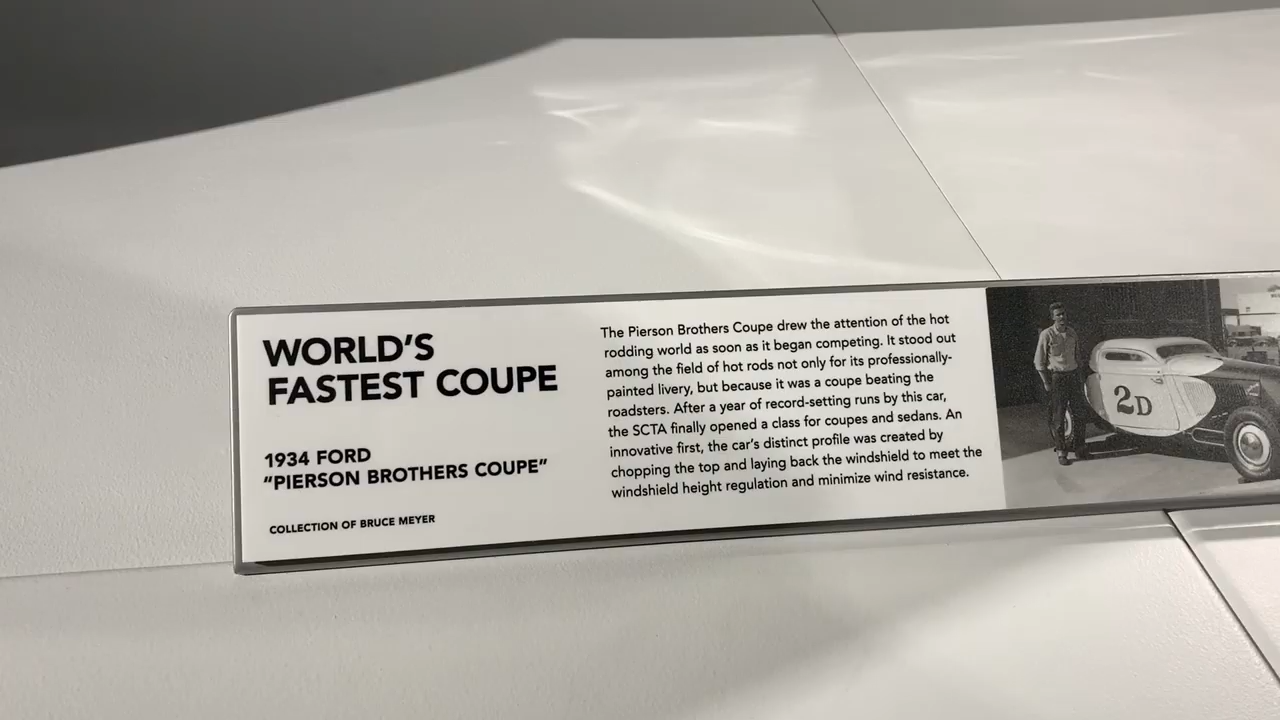 WORLD'S
FASTEST COUPE
1934 FORD
"PIERSON BROTHERS COUPE"
COLLECTION OF BRUCE MEYER
The Pierson Brothers Coupe drew the attention of the hot
rodding world as soon as it began competing. It stood out
among the field of hot rods not only for its professionally-
painted livery, but because it was a coupe beating the
roadsters. After a year of record-setting runs by this car,
the SCTA finally opened a class for coupes and sedans. An
innovative first, the car's distinct profile was created by
chopping the top and laying back the windshield to meet the
windshield height regulation and minimize wind resistance.
2D